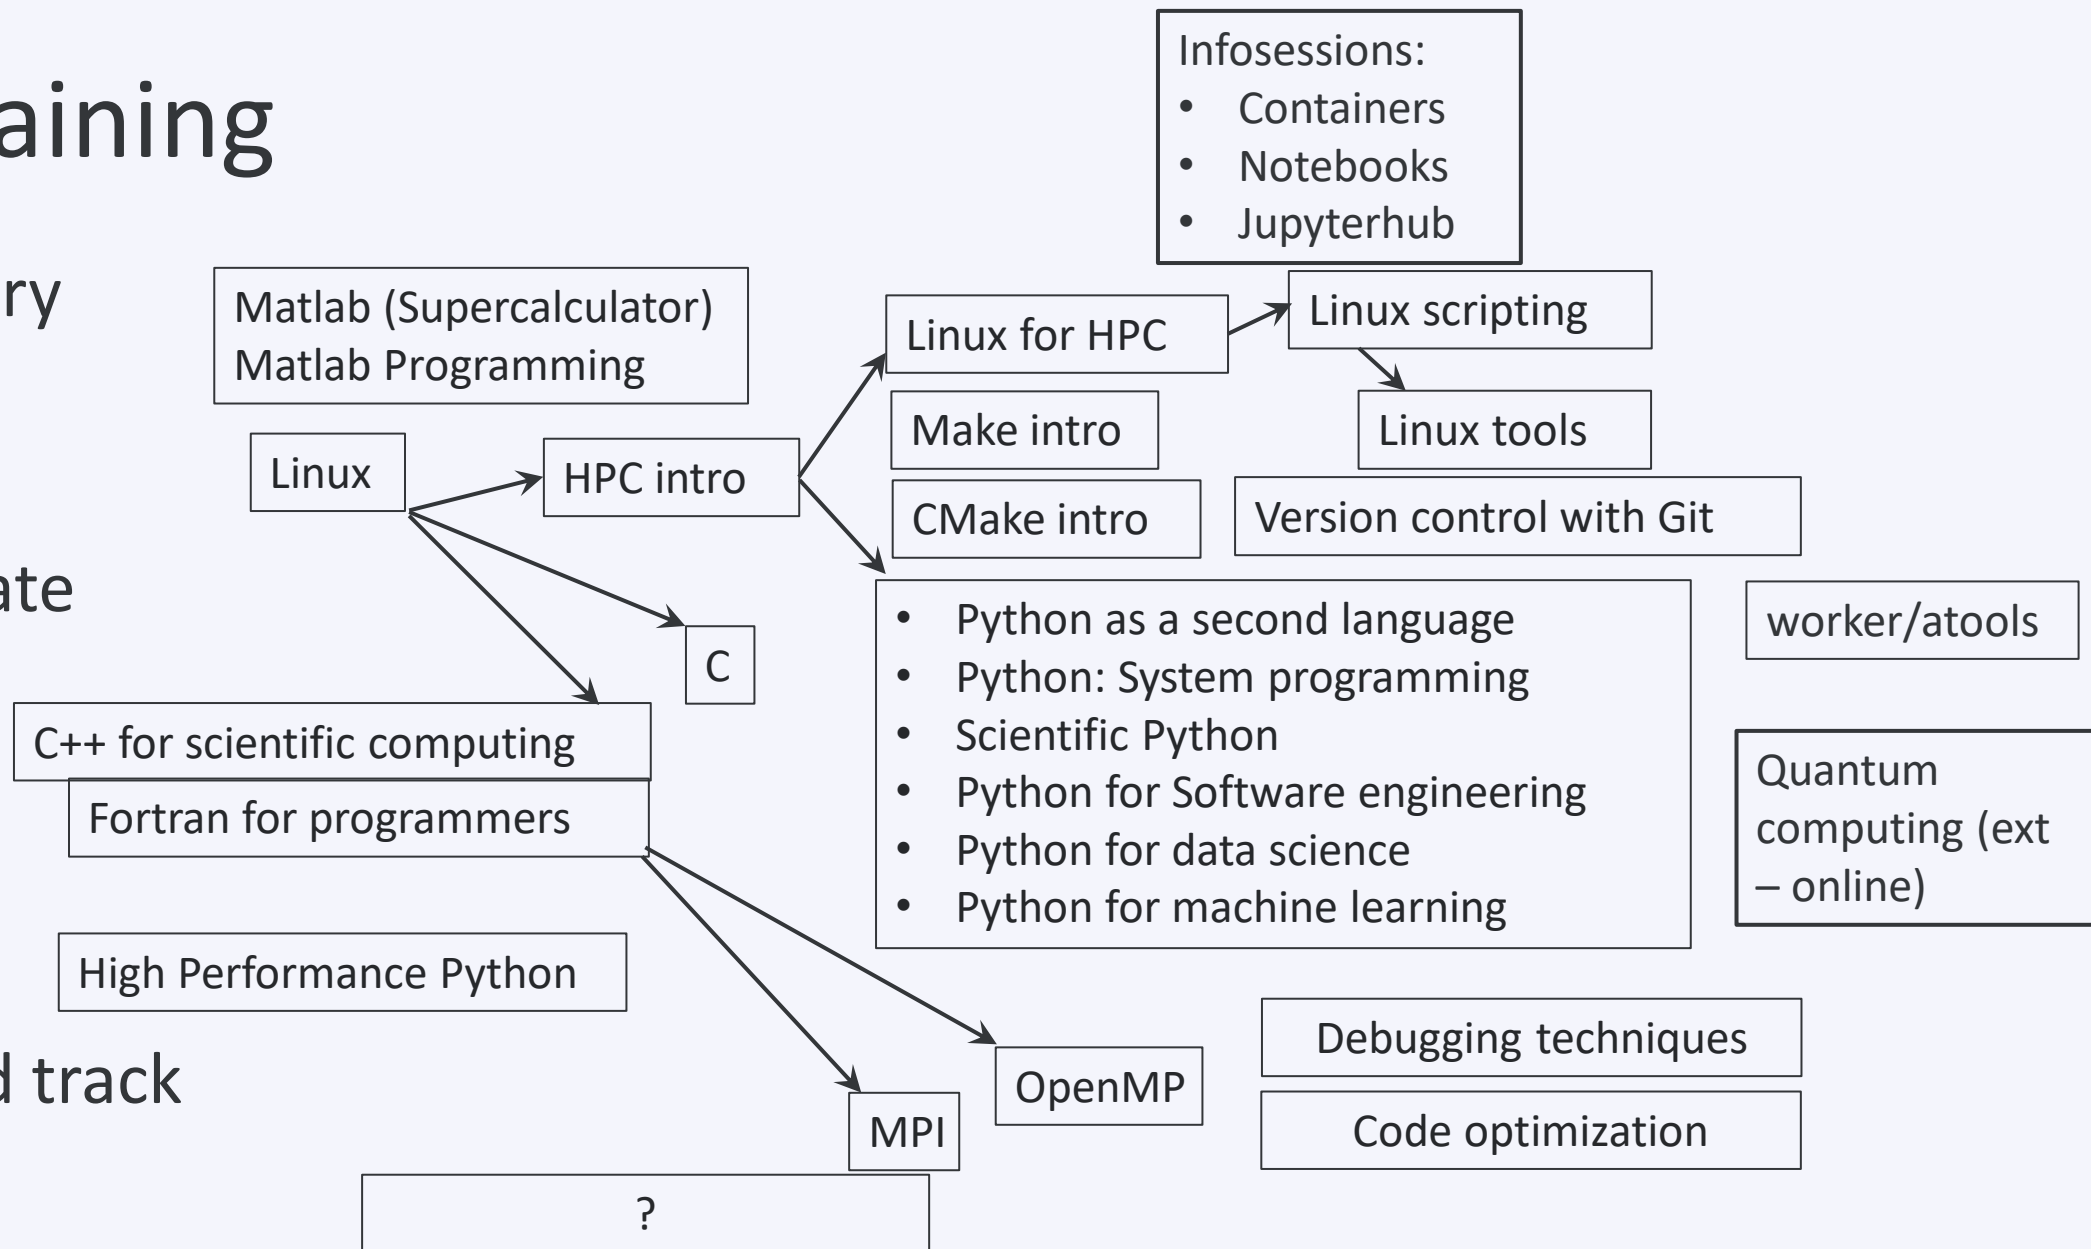 aining
Infosessions:
• Containers
• Notebooks
• Jupyterhub
ry
Matlab (Supercalculator)
Matlab Programming
Linux for HPC
Linux scripting
Make intro
Linux tools
Linux
HPC intro
CMake intro
Version control with Git
ate
C
• Python as a second language
• Python: System programming
• Scientific Python
• Python for Software engineering
• Python for data science
• Python for machine learning
worker/atools
C++ for scientific computing
Fortran for programmers
Quantum
computing (ext
– online)
High Performance Python
d track
OpenMP
MPI
Debugging techniques
Code optimization
?